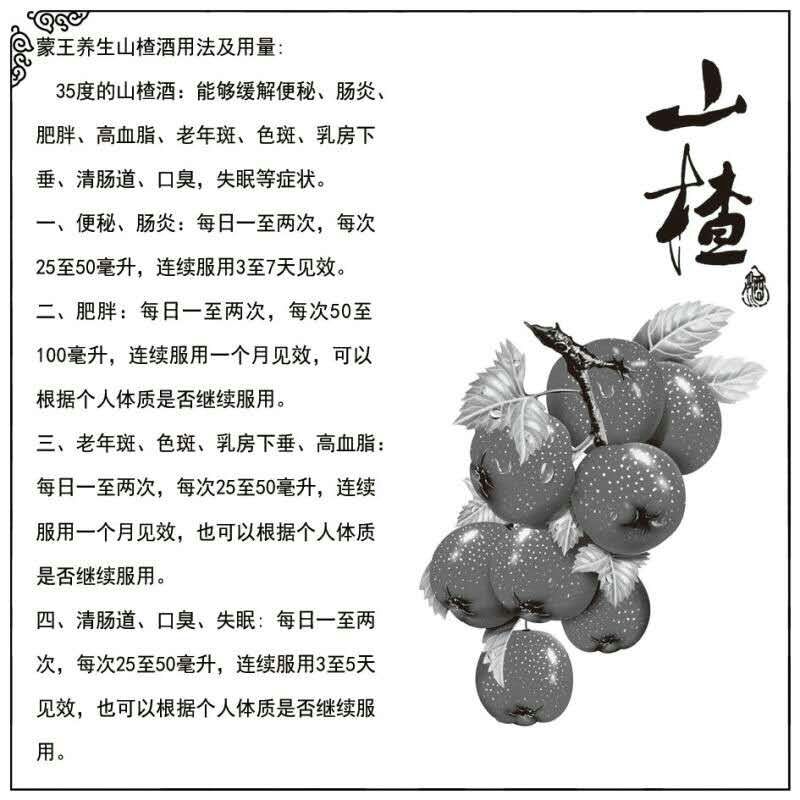 蒙王养生山楂酒用法及用量:
35度的山楂酒：能够缓解便秘、肠炎、
肥胖、高血脂、老年斑、色斑、乳房下
垂、清肠道、口臭，失眠等症状。
一、便秘、肠炎：每日一至两次，每次
25至50毫升，连续服用3至7天见效。
二、肥胖：每日一至两次，每次50至
100毫升，连续服用一个月见效，可以
根据个人体质是否继续服用。
三、老年斑、色斑、乳房下垂、高血脂：
每日一至两次，每次25至50毫升，连续
服用一个月见效，也可以根据个人体质
是否继续服用。
四、清肠道、口臭、失眠：每日一至两
次，每次25至50毫升，连续服用3至5天
见效，也可以根据个人体质是否继续服
用。
山楂
酒